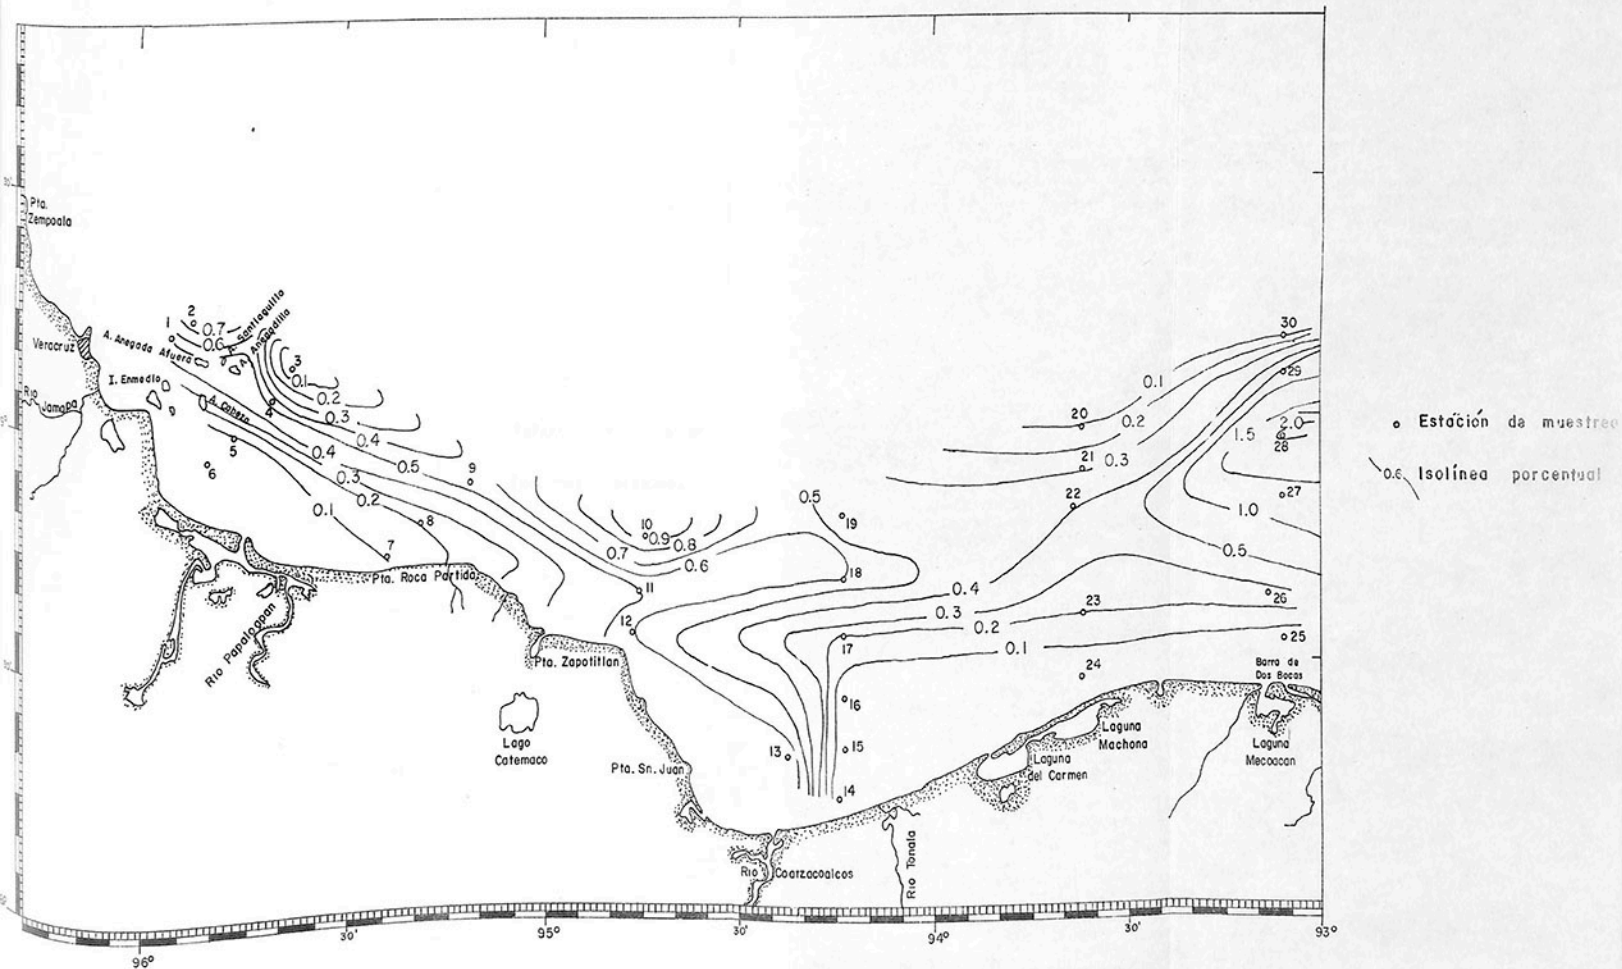 Pta.
Zempoala
Veracruz
Rio
Jamapa
A. Anegada Afuera
A. Santiaguillo
A. Anegadilla
I. Enmedio
A. Cabezo
1
2
0.7
0.6
3
0.1
0.2
0.3
4
0.4
0.5
5
0.4
6
0.3
0.2
0.1
9
8
7
10
0.9
0.8
0.7
0.6
0.5
19
18
11
12
17
16
15
13
14
30
29
0.1
20
0.2
21
0.3
22
2.0
1.5
28
27
1.0
0.5
0.4
0.3
23
0.2
0.1
26
25
24
Pta. Roca Partida
Rio Papaloapan
Pta. Zapotitlan
Lago
Catemaco
Pta. Sn. Juan
Rio Coatzacoalcos
Rio Tonala
Laguna
del Carmen
Laguna
Machona
Barra de
Dos Bocas
Laguna
Mecoacan
Estación de muestreo
0.6 Isolínea porcentual
96°
30'
95°
30'
94°
30'
93°